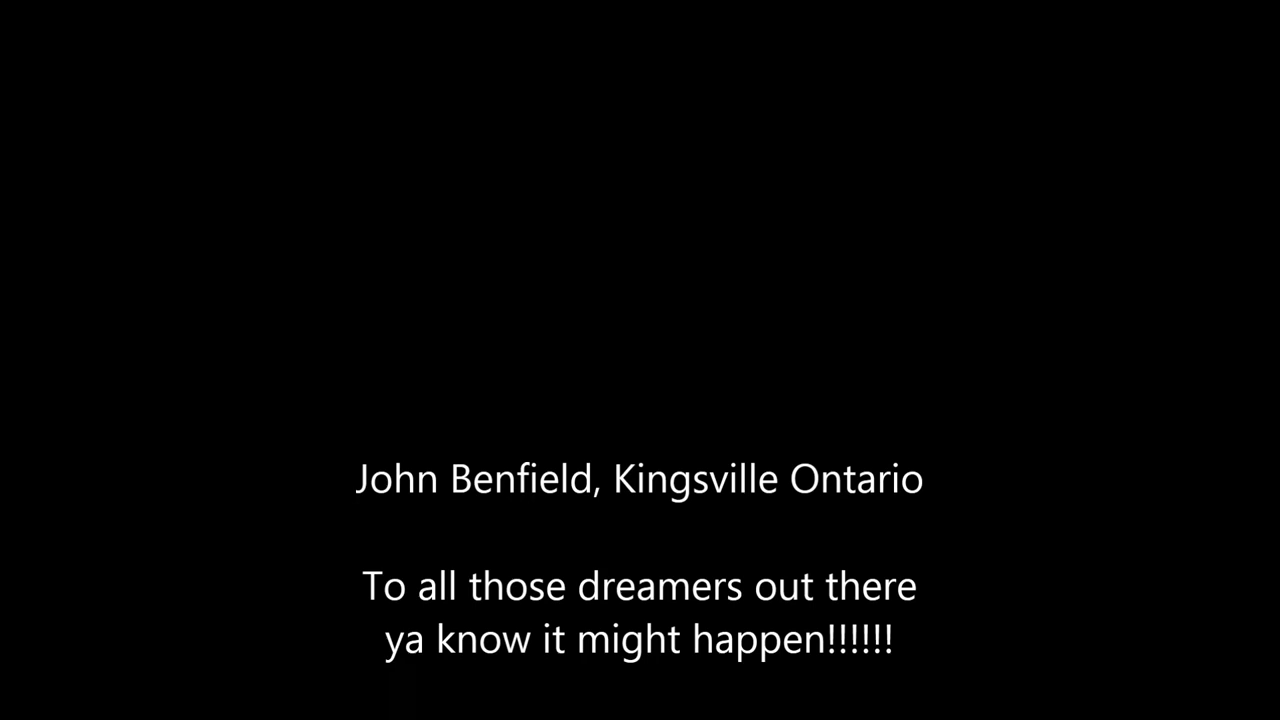 John Benfield, Kingsville Ontario
To all those dreamers out there
ya know it might happen!!!!!!